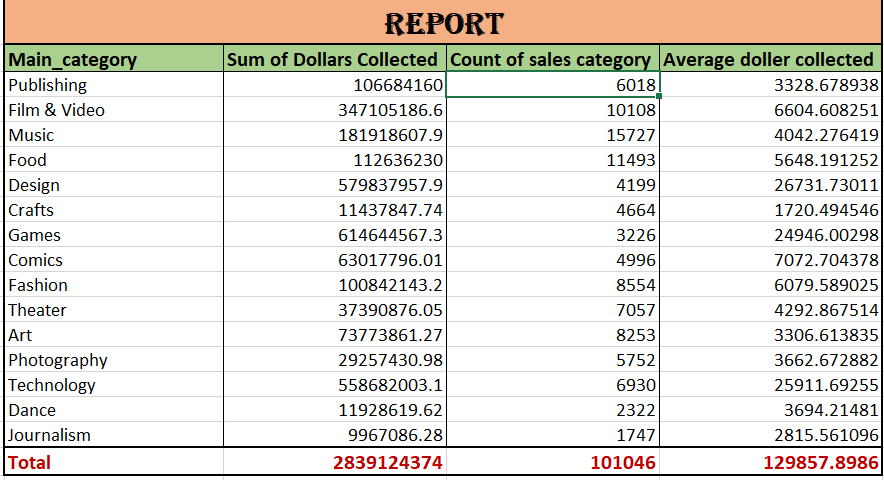 REPORT
Main_category Sum of Dollars Collected Count of sales category Average doller collected
Publishing 106684160 6018 3328.678938
Film & Video 347105186.6 10108 6604.608251
Music 181918607.9 15727 4042.276419
Food 112636230 11493 5648.191252
Design 579837957.9 4199 26731.73011
Crafts 11437847.74 4664 1720.494546
Games 614644567.3 3226 24946.00298
Comics 63017796.01 4996 7072.704378
Fashion 100842143.2 8554 6079.589025
Theater 37390876.05 7057 4292.867514
Art 73773861.27 8253 3306.613835
Photography 29257430.98 5752 3662.672882
Technology 558682003.1 6930 25911.69255
Dance 11928619.62 2322 3694.21481
Journalism 9967086.28 1747 2815.561096
Total 2839124374 101046 129857.8986